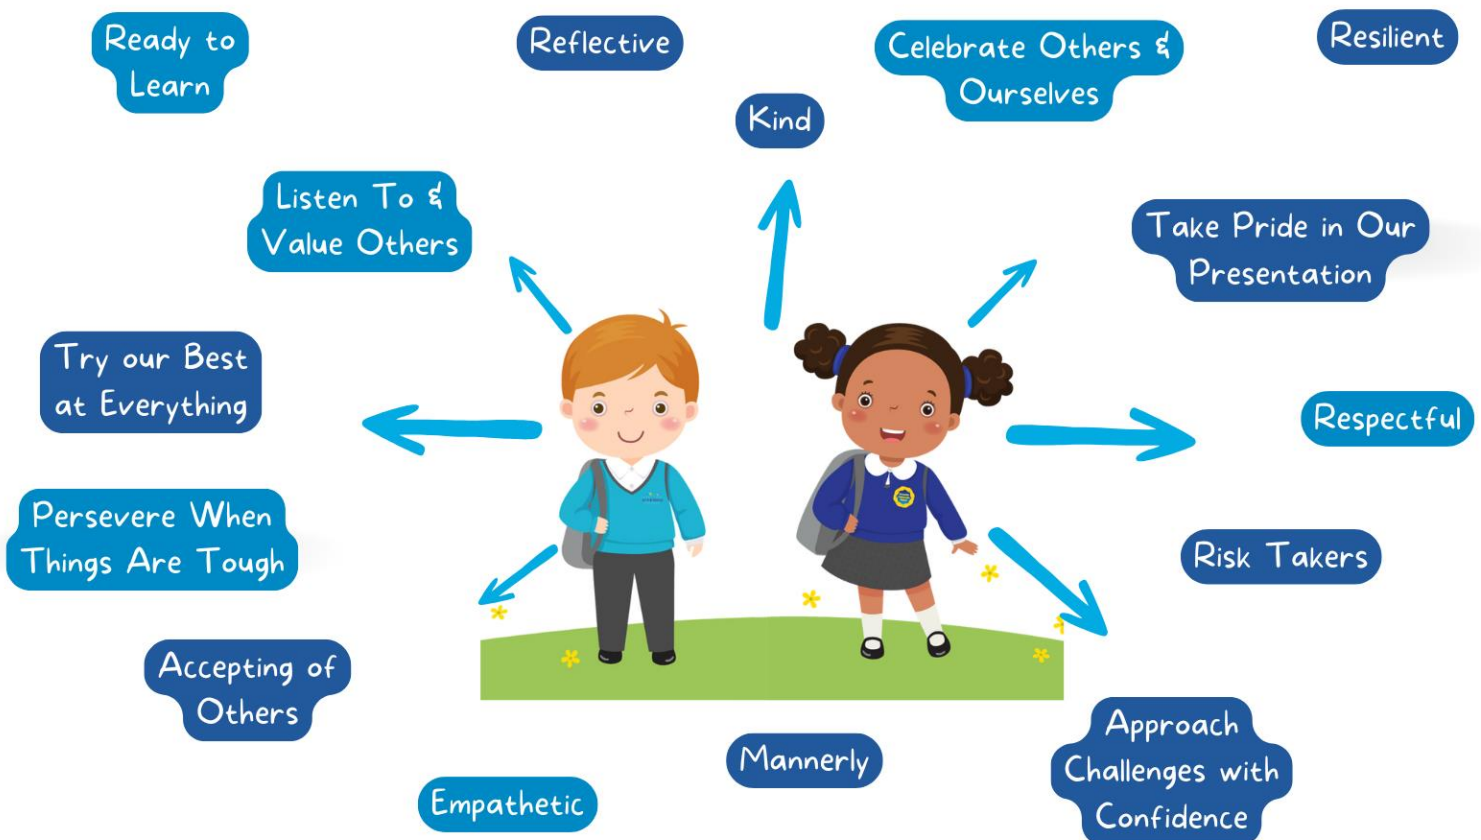 Ready to
Learn
Reflective
Celebrate Others &
Ourselves
Resilient
Kind
Listen To &
Value Others
Take Pride in Our
Presentation
Try our Best
at Everything
Respectful
Persevere When
Things Are Tough
Risk Takers
Accepting of
Others
Mannerly
Approach
Challenges with
Confidence
Empathetic